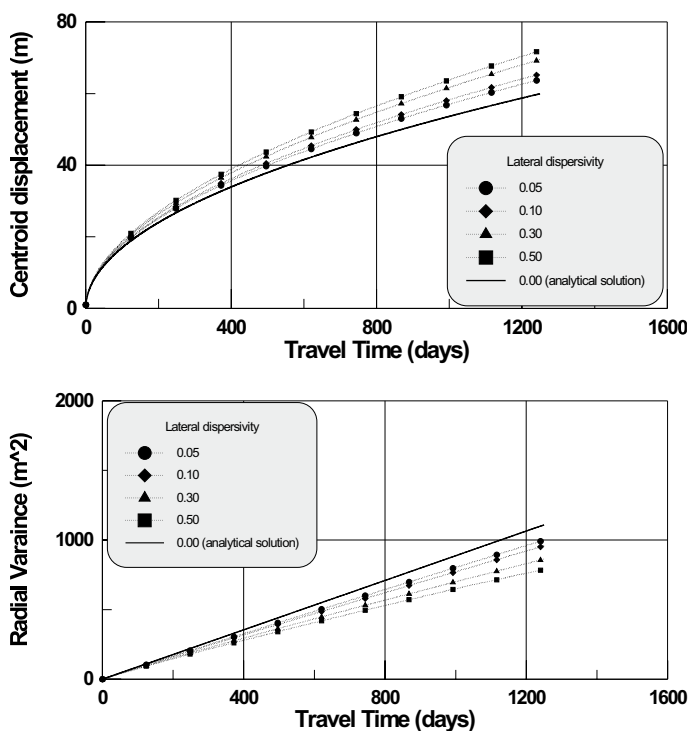 80
40
0
Centroid displacement (m)
Lateral dispersivity
0.05
0.10
0.30
0.50
0.00 (analytical solution)
0 400 800 1200 1600
Travel Time (days)
2000
1000
0
Radial Varaince (m^2)
Lateral dispersivity
0.05
0.10
0.30
0.50
0.00 (analytical solution)
0 400 800 1200 1600
Travel Time (days)